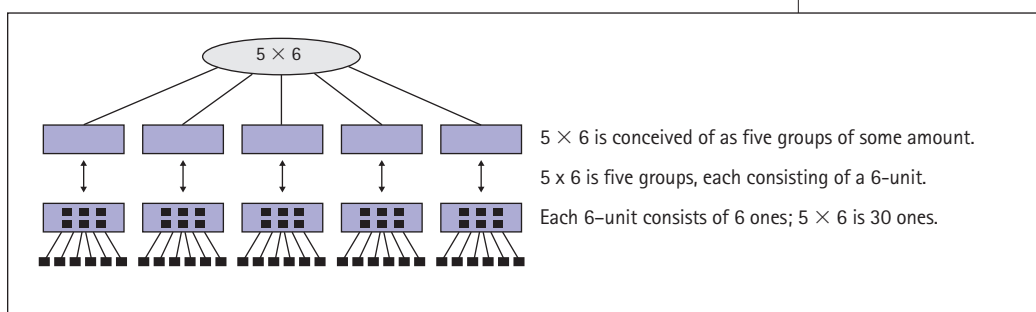 5 × 6
5 × 6 is conceived of as five groups of some amount.
5 x 6 is five groups, each consisting of a 6-unit.
Each 6–unit consists of 6 ones; 5 × 6 is 30 ones.